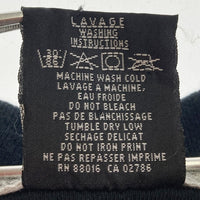 LAVAGE
WASHING
INSTRUCTIONS
MACHINE WASH COLD
LAVAGE A MACHINE,
EAU FROIDE
DO NOT BLEACH
PAS DE BLANCHISSAGE
TUMBLE DRY LOW
SECHAGE DELICAT
DO NOT IRON PRINT
NE PAS REPASSER IMPRIME
RN 88016 CA 02786